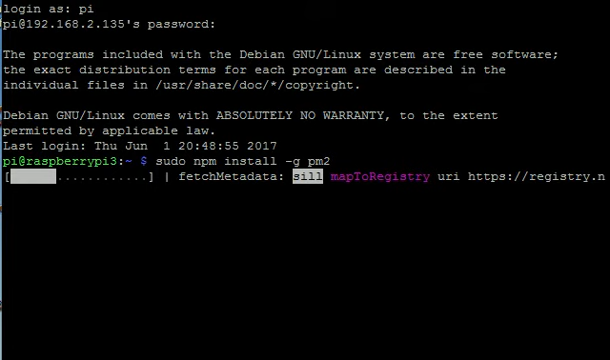 login as: pi
pi@192.168.2.135's password:
The programs included with the Debian GNU/Linux system are free software;
the exact distribution terms for each program are described in the
individual files in /usr/share/doc/*/copyright.
Debian GNU/Linux comes with ABSOLUTELY NO WARRANTY, to the extent
permitted by applicable law.
Last login: Thu Jun  1 20:48:55 2017
pi@raspberrypi3:~ $ sudo npm install -g pm2
[      ............] | fetchMetadata: sill mapToRegistry uri https://registry.n